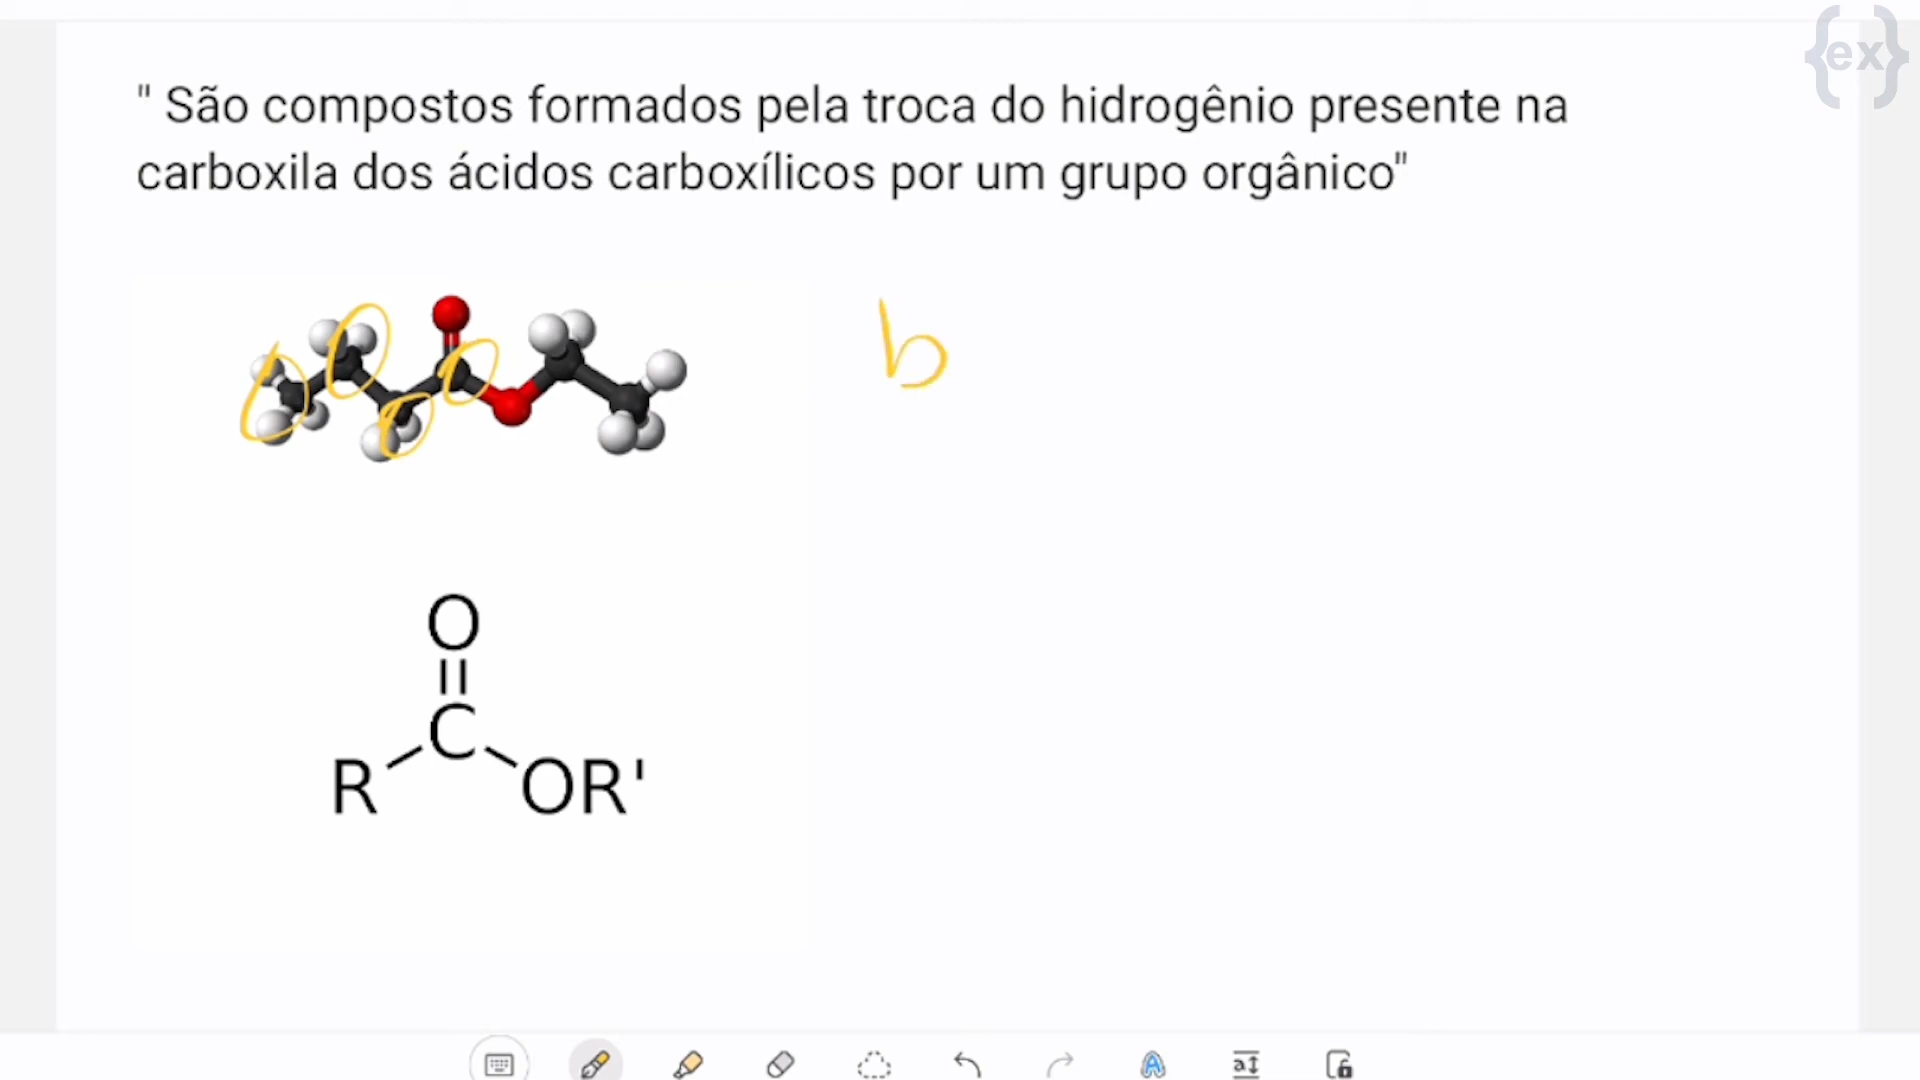 {ex}
" São compostos formados pela troca do hidrogênio presente na
carboxila dos ácidos carboxílicos por um grupo orgânico"
b
O
C
R OR'
A
a